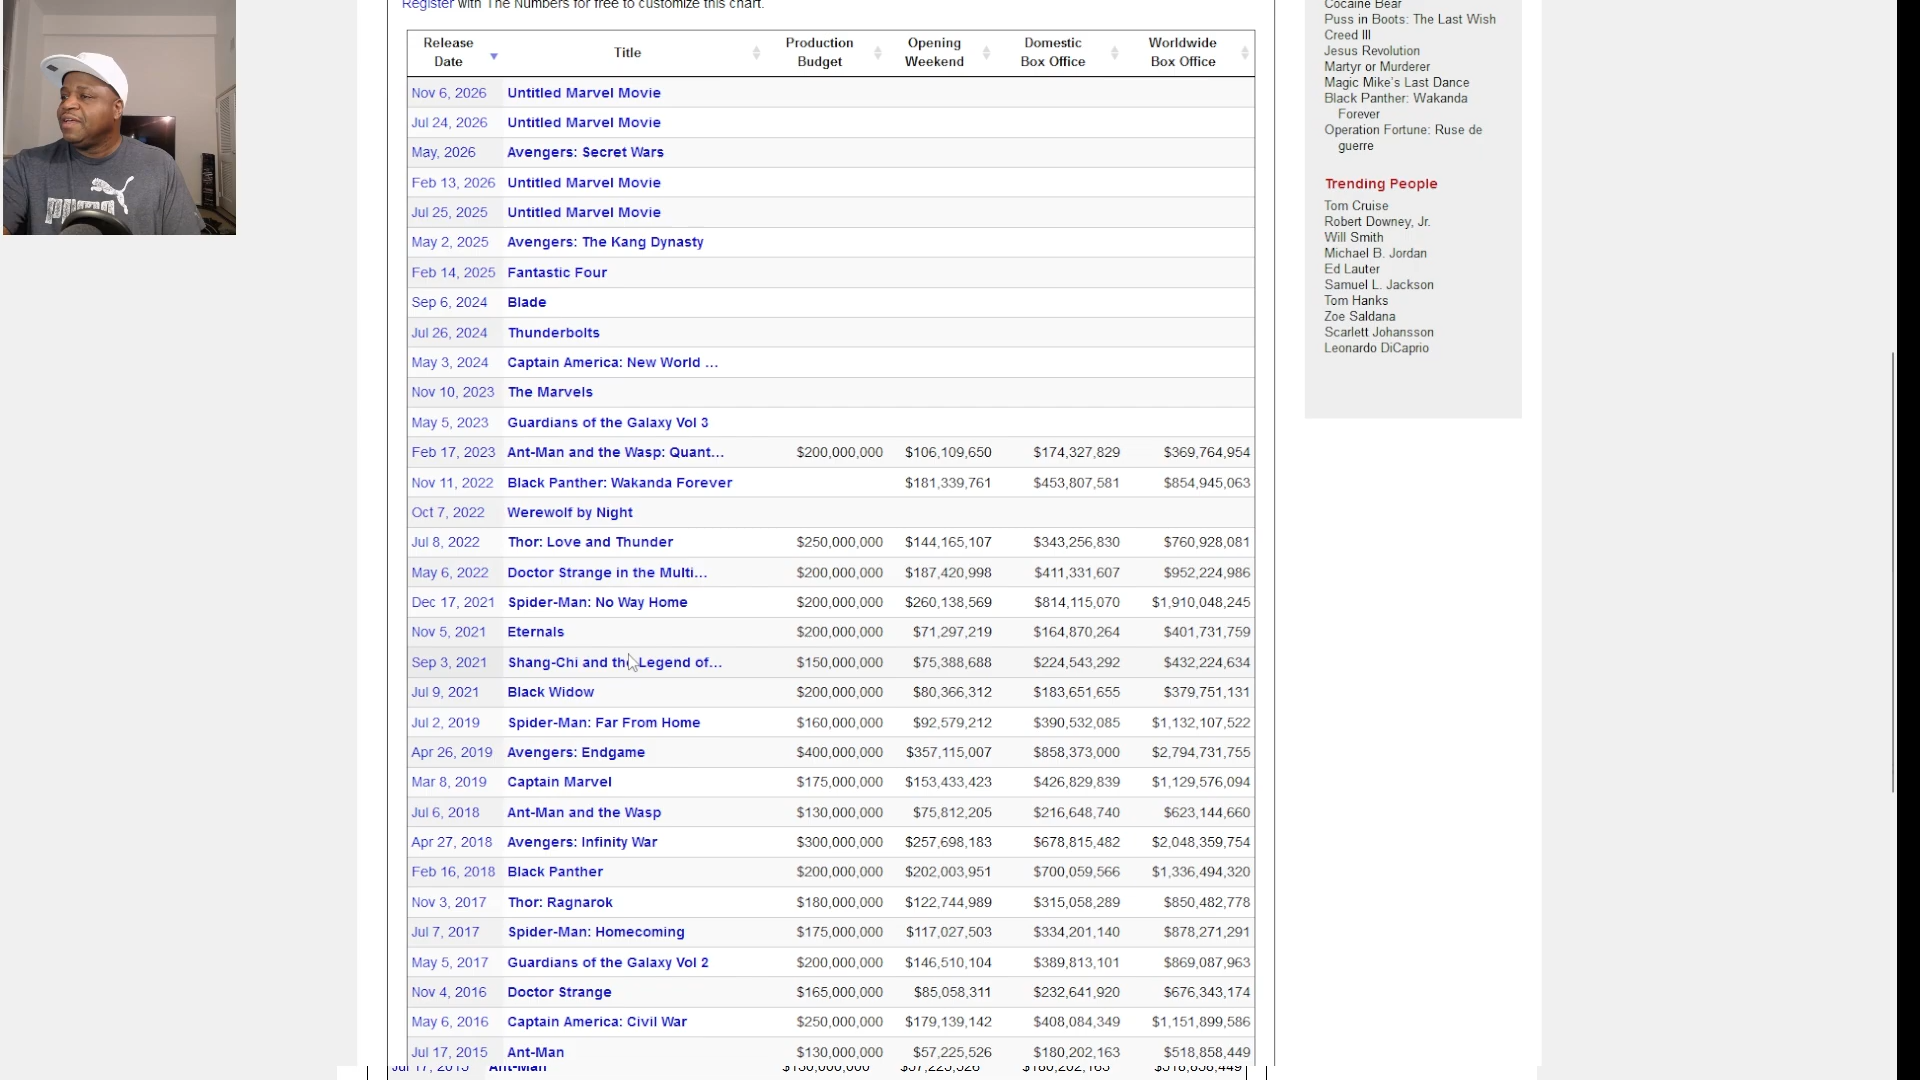 Register with The Numbers for free to customize this chart.
Release Date Title Production Budget Opening Weekend Domestic Box Office Worldwide Box Office
Nov 6, 2026 Untitled Marvel Movie
Jul 24, 2026 Untitled Marvel Movie
May, 2026 Avengers: Secret Wars
Feb 13, 2026 Untitled Marvel Movie
Jul 25, 2025 Untitled Marvel Movie
May 2, 2025 Avengers: The Kang Dynasty
Feb 14, 2025 Fantastic Four
Sep 6, 2024 Blade
Jul 26, 2024 Thunderbolts
May 3, 2024 Captain America: New World …
Nov 10, 2023 The Marvels
May 5, 2023 Guardians of the Galaxy Vol 3
Feb 17, 2023 Ant-Man and the Wasp: Quant… $200,000,000 $106,109,650 $174,327,829 $369,764,954
Nov 11, 2022 Black Panther: Wakanda Forever $181,339,761 $453,807,581 $854,945,063
Oct 7, 2022 Werewolf by Night
Jul 8, 2022 Thor: Love and Thunder $250,000,000 $144,165,107 $343,256,830 $760,928,081
May 6, 2022 Doctor Strange in the Multi… $200,000,000 $187,420,998 $411,331,607 $952,224,986
Dec 17, 2021 Spider-Man: No Way Home $200,000,000 $260,138,569 $814,115,070 $1,910,048,245
Nov 5, 2021 Eternals $200,000,000 $71,297,219 $164,870,264 $401,731,759
Sep 3, 2021 Shang-Chi and the Legend of… $150,000,000 $75,388,688 $224,543,292 $432,224,634
Jul 9, 2021 Black Widow $200,000,000 $80,366,312 $183,651,655 $379,751,131
Jul 2, 2019 Spider-Man: Far From Home $160,000,000 $92,579,212 $390,532,085 $1,132,107,522
Apr 26, 2019 Avengers: Endgame $400,000,000 $357,115,007 $858,373,000 $2,794,731,755
Mar 8, 2019 Captain Marvel $175,000,000 $153,433,423 $426,829,839 $1,129,576,094
Jul 6, 2018 Ant-Man and the Wasp $130,000,000 $75,812,205 $216,648,740 $623,144,660
Apr 27, 2018 Avengers: Infinity War $300,000,000 $257,698,183 $678,815,482 $2,048,359,754
Feb 16, 2018 Black Panther $200,000,000 $202,003,951 $700,059,566 $1,336,494,320
Nov 3, 2017 Thor: Ragnarok $180,000,000 $122,744,989 $315,058,289 $850,482,778
Jul 7, 2017 Spider-Man: Homecoming $175,000,000 $117,027,503 $334,201,140 $878,271,291
May 5, 2017 Guardians of the Galaxy Vol 2 $200,000,000 $146,510,104 $389,813,101 $869,087,963
Nov 4, 2016 Doctor Strange $165,000,000 $85,058,311 $232,641,920 $676,343,174
May 6, 2016 Captain America: Civil War $250,000,000 $179,139,142 $408,084,349 $1,151,899,586
Jul 17, 2015 Ant-Man $130,000,000 $57,225,526 $180,202,163 $518,858,449
Jul 17, 2015 Ant-Man $130,000,000 $57,225,526 $180,202,163 $518,858,449
Cocaine Bear
Puss in Boots: The Last Wish
Creed III
Jesus Revolution
Martyr or Murderer
Magic Mike's Last Dance
Black Panther: Wakanda
Forever
Operation Fortune: Ruse de
guerre
Trending People
Tom Cruise
Robert Downey, Jr.
Will Smith
Michael B. Jordan
Ed Lauter
Samuel L. Jackson
Tom Hanks
Zoe Saldana
Scarlett Johansson
Leonardo DiCaprio